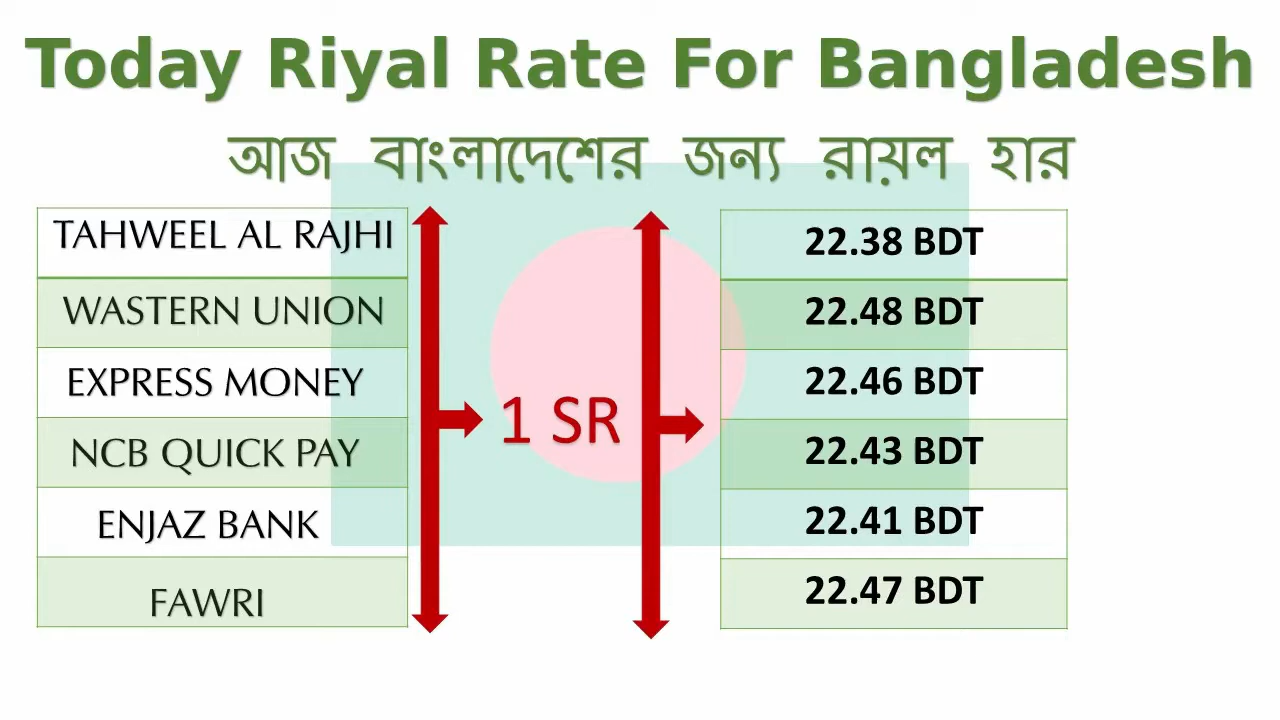 Today Riyal Rate For Bangladesh
আজ বাংলাদেশের জন্য রায়ল হার
TAHWEEL AL RAJHI 22.38 BDT
WASTERN UNION 22.48 BDT
EXPRESS MONEY 22.46 BDT
1 SR
NCB QUICK PAY 22.43 BDT
ENJAZ BANK 22.41 BDT
FAWRI 22.47 BDT